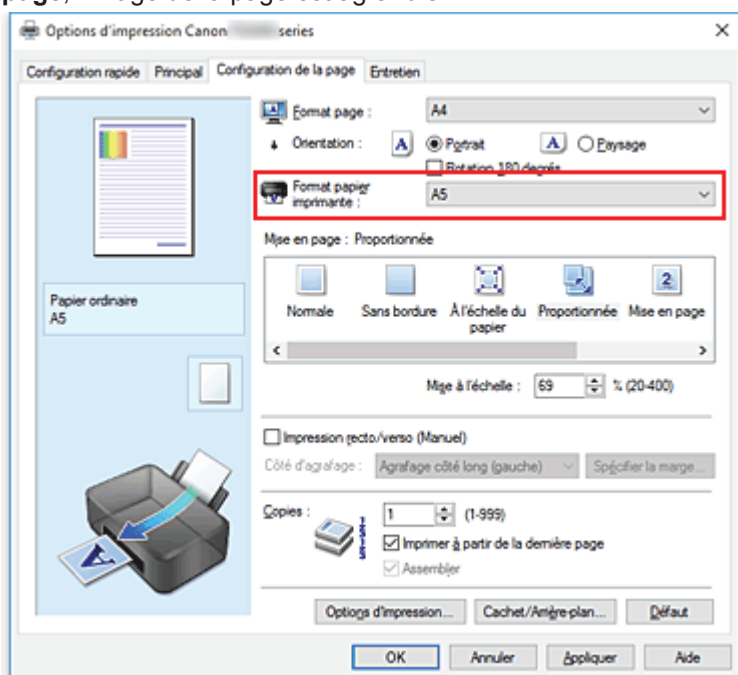 Options d'impression Canon series
Configuration rapide Principal Configuration de la page Entretien
Format page : A4
Orientation : A Portrait A Paysage
Rotation 180 degrés
Format papier imprimante : A5
Mise en page : Proportionnée
Normale Sans bordure À l'échelle du papier Proportionnée Mise en page
Papier ordinaire
A5
Mise à l'échelle : 69 % (20-400)
Impression recto/verso (Manuel)
Côté d'agrafage : Agrafage côté long (gauche) Spécifier la marge...
Copies : 1 (1-999)
Imprimer à partir de la dernière page
Assembler
Options d'impression... Cachet/Arrière-plan... Défaut
OK Annuler Appliquer Aide